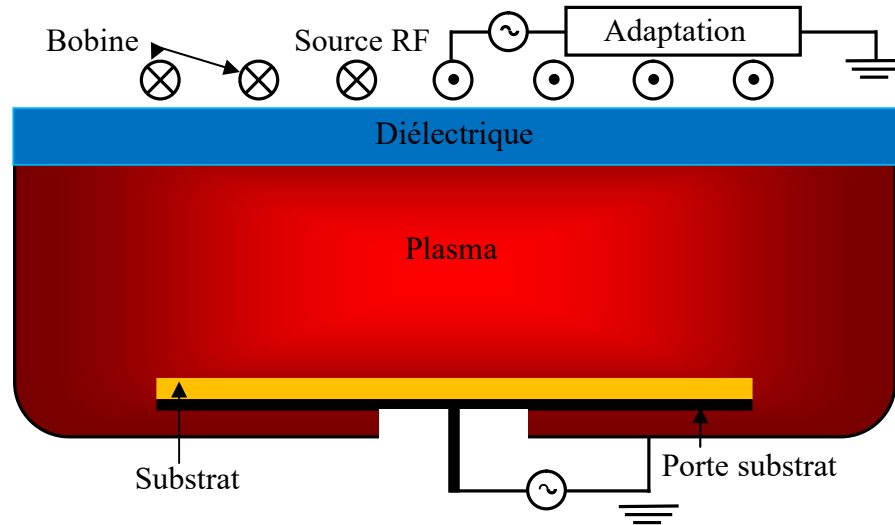 Bobine
Source RF
Adaptation
Diélectrique
Plasma
Substrat
Porte substrat